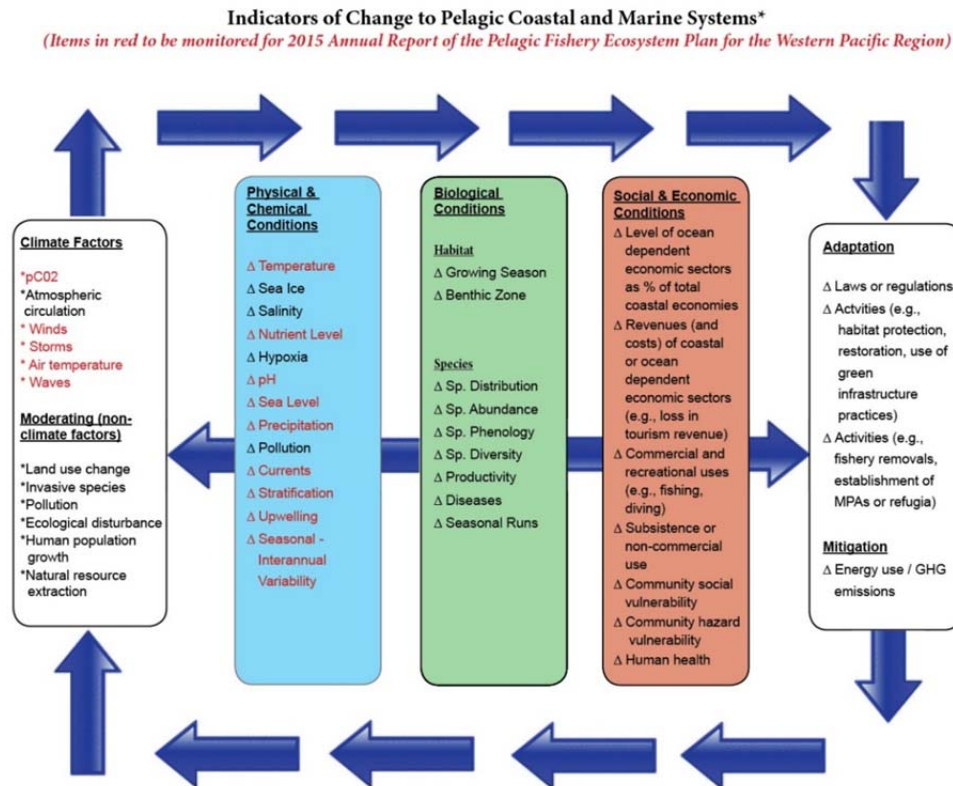 Indicators of Change to Pelagic Coastal and Marine Systems*
(Items in red to be monitored for 2015 Annual Report of the Pelagic Fishery Ecosystem Plan for the Western Pacific Region)
Climate Factors
*pC02
*Atmospheric
circulation
* Winds
* Storms
* Air temperature
* Waves
Moderating (non-
climate factors)
*Land use change
*Invasive species
*Pollution
*Ecological disturbance
*Human population
growth
*Natural resource
extraction
Physical &
Chemical
Conditions
Δ Temperature
Δ Sea Ice
Δ Salinity
Δ Nutrient Level
Δ Hypoxia
Δ pH
Δ Sea Level
Δ Precipitation
Δ Pollution
Δ Currents
Δ Stratification
Δ Upwelling
Δ Seasonal -
Interannual
Variability
Biological
Conditions
Habitat
Δ Growing Season
Δ Benthic Zone
Species
Δ Sp. Distribution
Δ Sp. Abundance
Δ Sp. Phenology
Δ Sp. Diversity
Δ Productivity
Δ Diseases
Δ Seasonal Runs
Social & Economic
Conditions
Δ Level of ocean
dependent
economic sectors
as % of total
coastal economies
Δ Revenues (and
costs) of coastal
or ocean
dependent
economic sectors
(e.g., loss in
tourism revenue)
Δ Commercial and
recreational uses
(e.g., fishing,
diving)
Δ Subsistence or
non-commercial
use
Δ Community social
vulnerability
Δ Community hazard
vulnerability
Δ Human health
Adaptation
Δ Laws or regulations
Δ Actvities (e.g.,
habitat protection,
restoration, use of
green
infrastructure
practices)
Δ Activities (e.g.,
fishery removals,
establishment of
MPAs or refugia)
Mitigation
Δ Energy use / GHG
emissions